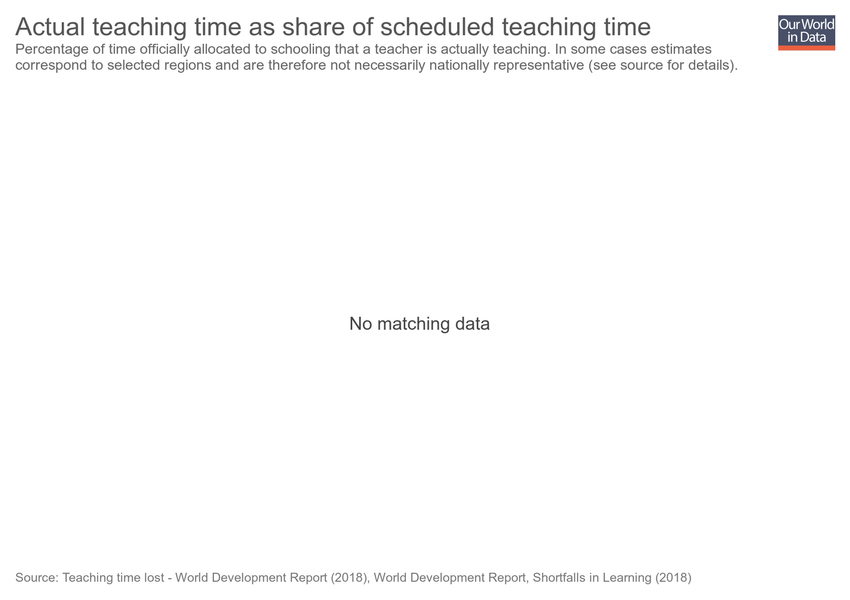 Actual teaching time as share of scheduled teaching time
Our World
in Data
Percentage of time officially allocated to schooling that a teacher is actually teaching. In some cases estimates
correspond to selected regions and are therefore not necessarily nationally representative (see source for details).
No matching data
Source: Teaching time lost - World Development Report (2018), World Development Report, Shortfalls in Learning (2018)